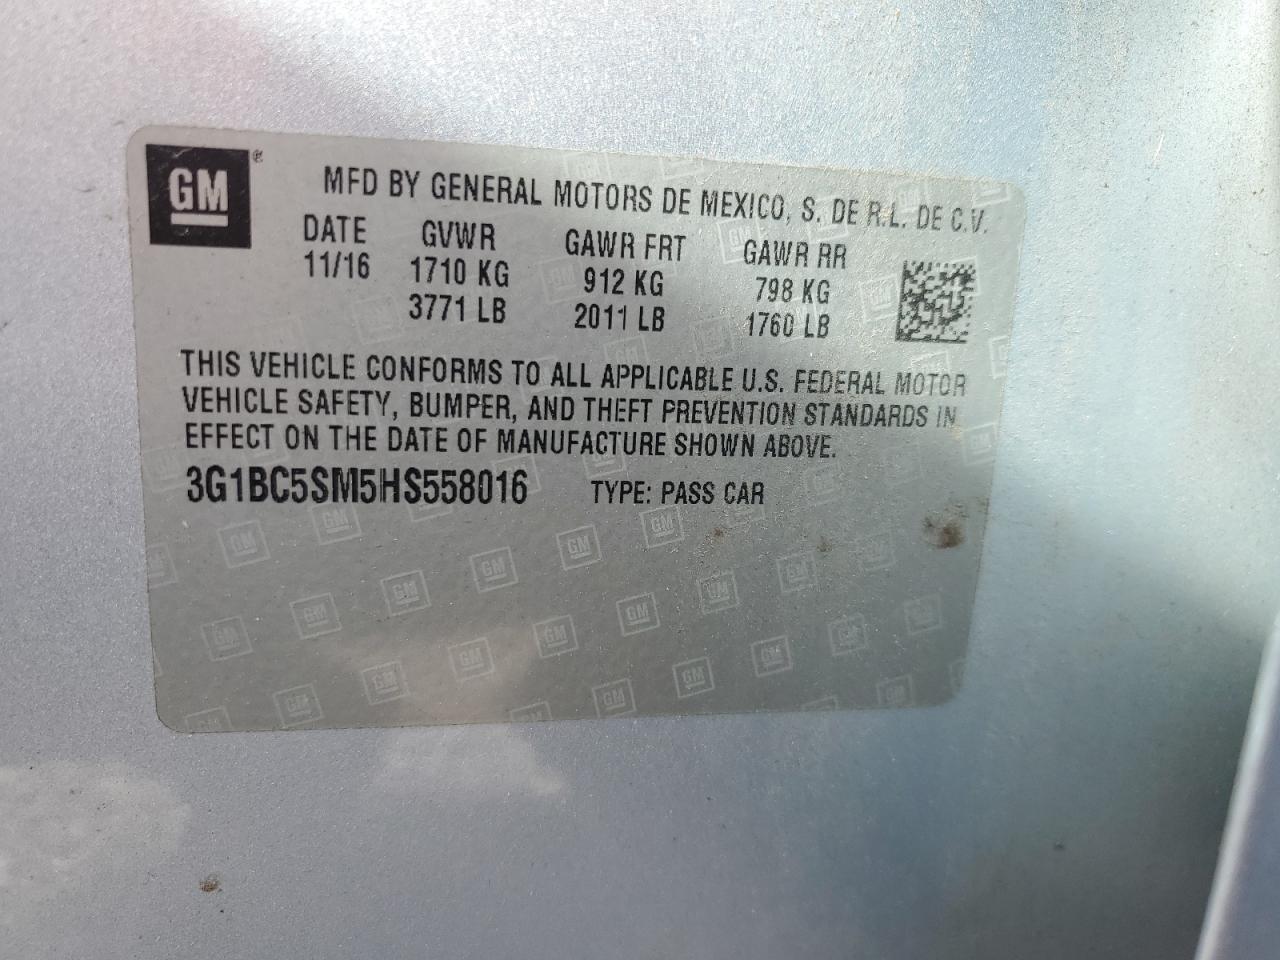 GM ®
MFD BY GENERAL MOTORS DE MEXICO, S. DE R.L. DE C.V.
DATE GVWR GAWR FRT GAWR RR
11/16 1710 KG 912 KG 798 KG
3771 LB 2011 LB 1760 LB
THIS VEHICLE CONFORMS TO ALL APPLICABLE U.S. FEDERAL MOTOR
VEHICLE SAFETY, BUMPER, AND THEFT PREVENTION STANDARDS IN
EFFECT ON THE DATE OF MANUFACTURE SHOWN ABOVE.
3G1BC5SM5HS558016 TYPE: PASS CAR